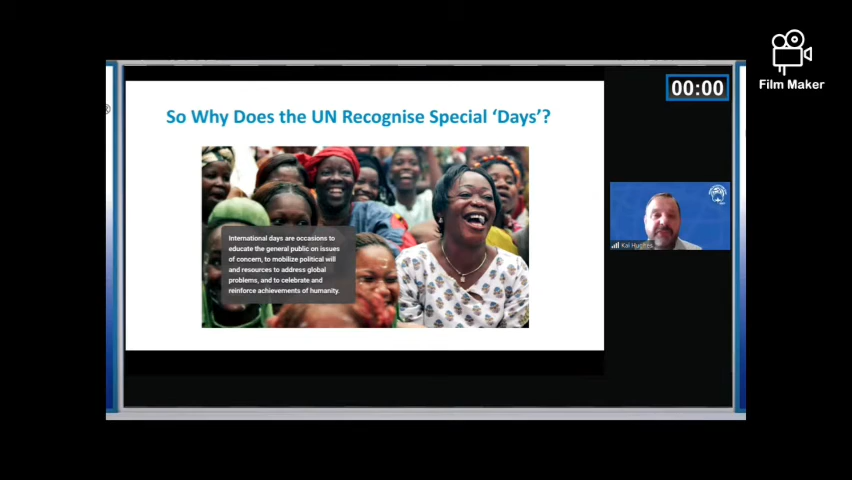 Film Maker
00:00
So Why Does the UN Recognise Special ‘Days’?
International days are occasions to
educate the general public on issues
of concern, to mobilize political will
and resources to address global
problems, and to celebrate and
reinforce achievements of humanity.
Kai Hughes